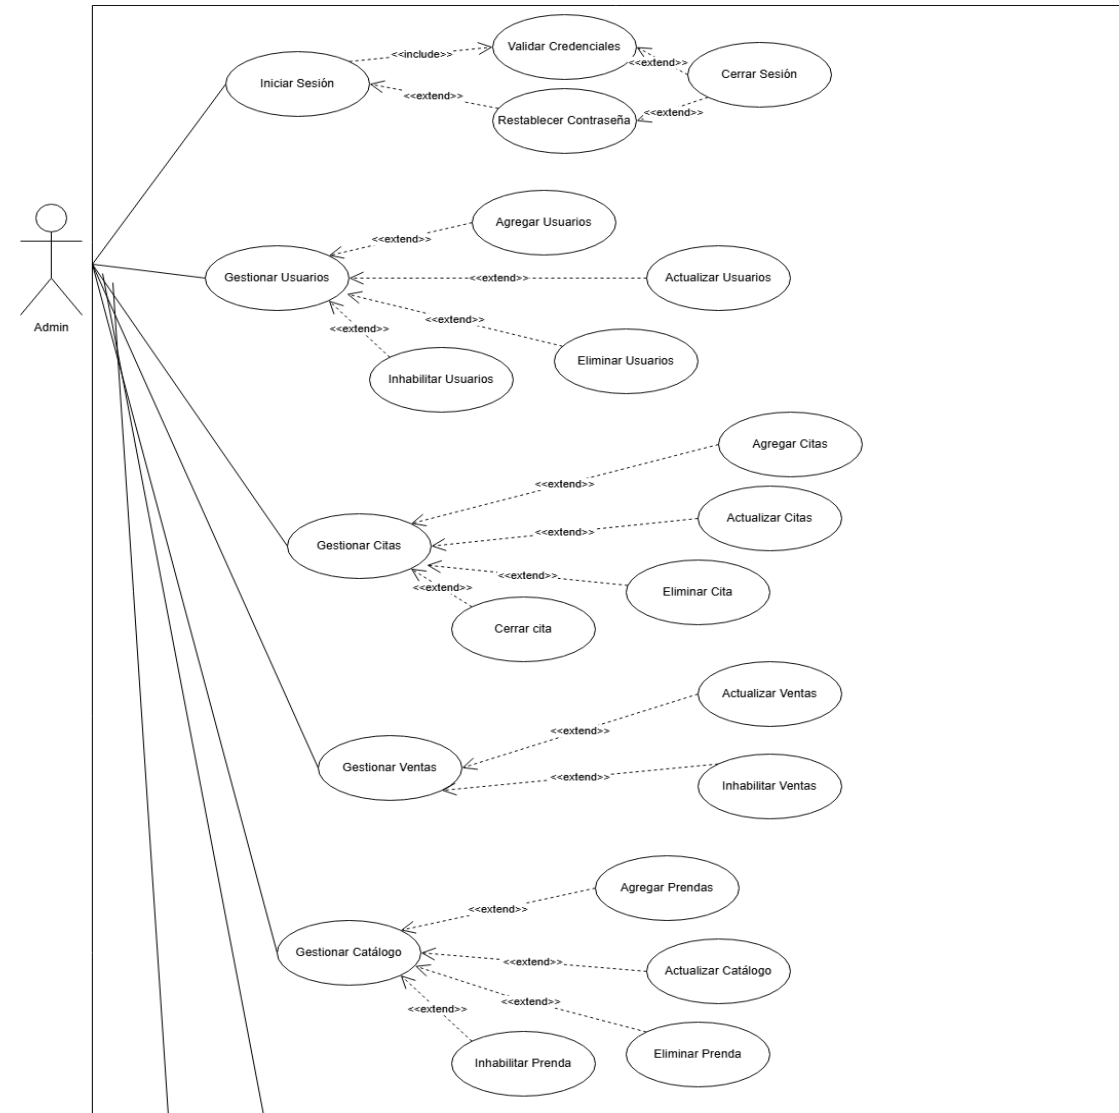 Validar Credenciales
<<include>>
Iniciar Sesión
<<extend>>
Cerrar Sesión
<<extend>>
Restablecer Contraseña
<<extend>>
Admin
Agregar Usuarios
<<extend>>
Gestionar Usuarios
<<extend>>
Actualizar Usuarios
<<extend>>
<<extend>>
Eliminar Usuarios
Inhabilitar Usuarios
Agregar Citas
<<extend>>
Actualizar Citas
<<extend>>
Gestionar Citas
<<extend>>
<<extend>>
Eliminar Cita
Cerrar cita
Actualizar Ventas
<<extend>>
Gestionar Ventas
<<extend>>
Inhabilitar Ventas
Agregar Prendas
<<extend>>
Gestionar Catálogo
<<extend>>
Actualizar Catálogo
<<extend>>
<<extend>>
Eliminar Prenda
Inhabilitar Prenda